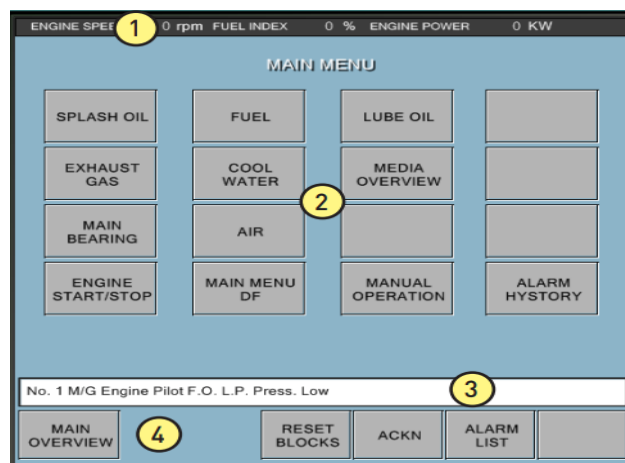 ENGINE SPEE 1 0 rpm FUEL INDEX 0 % ENGINE POWER 0 KW
MAIN MENU
SPLASH OIL FUEL LUBE OIL
EXHAUST GAS COOL WATER MEDIA OVERVIEW
2
MAIN BEARING AIR
ENGINE START/STOP MAIN MENU DF MANUAL OPERATION ALARM HYSTORY
No. 1 M/G Engine Pilot F.O. L.P. Press. Low 3
MAIN OVERVIEW 4 RESET BLOCKS ACKN ALARM LIST